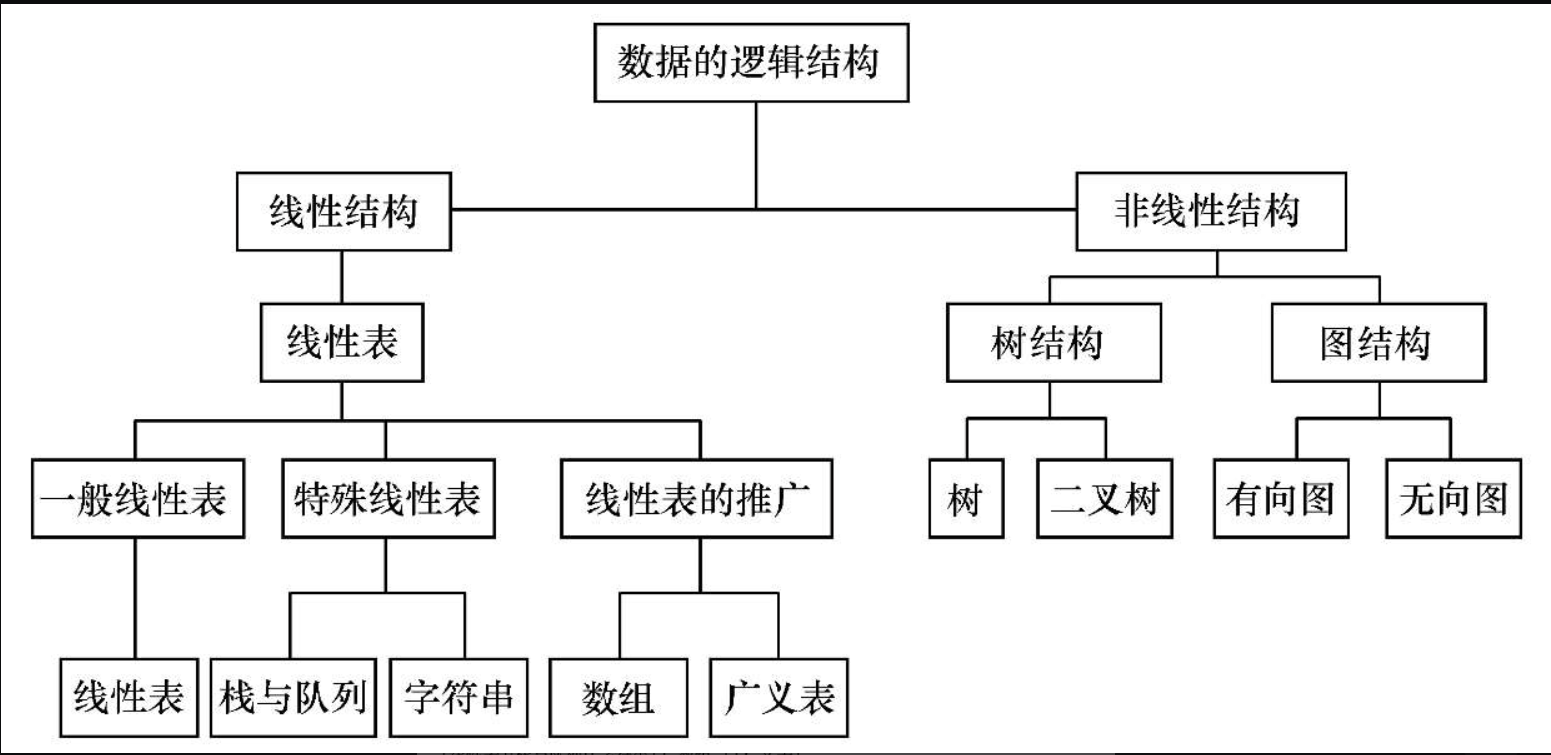 数据的逻辑结构
线性结构
非线性结构
线性表
树结构
图结构
一般线性表
特殊线性表
线性表的推广
树
二叉树
有向图
无向图
线性表
栈与队列
字符串
数组
广义表